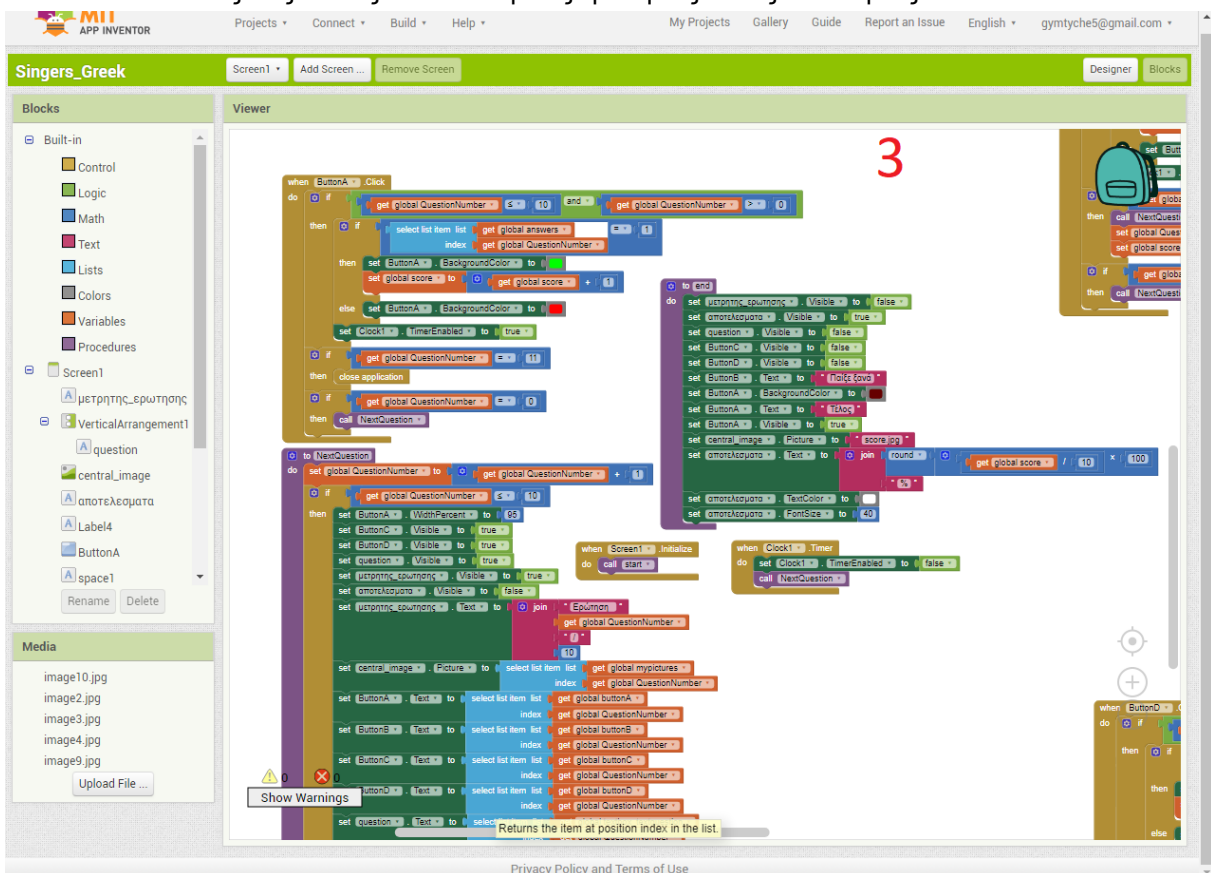 MIT
APP INVENTOR
Projects Connect Build Help My Projects Gallery Guide Report an Issue English gymtyche5@gmail.com
Singers_Greek Screen1 Add Screen ... Remove Screen Designer Blocks
Blocks
Viewer
Built-in
Control
Logic
Math
Text
Lists
Colors
Variables
Procedures
Screen1
μετρητης_ερωτησης
VerticalArrangement1
question
central_image
αποτελεσματα
Label4
ButtonA
space1
Rename Delete
Media
image10.jpg
image2.jpg
image3.jpg
image4.jpg
image9.jpg
Upload File ...
3
when ButtonA .Click
do if get global QuestionNumber ≤ 10 and get global QuestionNumber > 0
then if select list item list get global answers = 1
index get global QuestionNumber
then set ButtonA . BackgroundColor to
set global score to get global score + 1
else set ButtonA . BackgroundColor to
set Clock1 . TimerEnabled to true
if get global QuestionNumber = 11
then close application
if get global QuestionNumber = 0
then call NextQuestion
to NextQuestion
do set global QuestionNumber to get global QuestionNumber + 1
if get global QuestionNumber ≤ 10
then set ButtonA . WidthPercent to 95
set ButtonC . Visible to true
set ButtonD . Visible to true
set question . Visible to true
set μετρητης_ερωτησης . Visible to true
set αποτελεσματα . Visible to false
set μετρητης_ερωτησης . Text to join " Ερώτηση "
get global QuestionNumber
" / "
10
set central_image . Picture to select list item list get global mypictures
index get global QuestionNumber
set ButtonA . Text to select list item list get global buttonA
index get global QuestionNumber
set ButtonB . Text to select list item list get global buttonB
index get global QuestionNumber
set ButtonC . Text to select list item list get global buttonC
index get global QuestionNumber
set ButtonD . Text to select list item list get global buttonD
index get global QuestionNumber
set question . Text to
to end
do set μετρητης_ερωτησης . Visible to false
set αποτελεσματα . Visible to true
set question . Visible to false
set ButtonC . Visible to false
set ButtonD . Visible to false
set ButtonB . Text to " Παίξε ξανά "
set ButtonA . BackgroundColor to
set ButtonA . Text to " Τέλος "
set ButtonA . Visible to true
set central_image . Picture to " score.jpg "
set αποτελεσματα . Text to join round get global score / 10 × 100
" % "
set αποτελεσματα . TextColor to
set αποτελεσματα . FontSize to 40
when Screen1 .Initialize
do call start
when Clock1 .Timer
do set Clock1 . TimerEnabled to false
call NextQuestion
then call NextQuesti
set global Ques
set global score
if get globa
then call NextQuesti
when ButtonD
do if
then if
then
else
0 0
Show Warnings
Returns the item at position index in the list.
Privacy Policy and Terms of Use